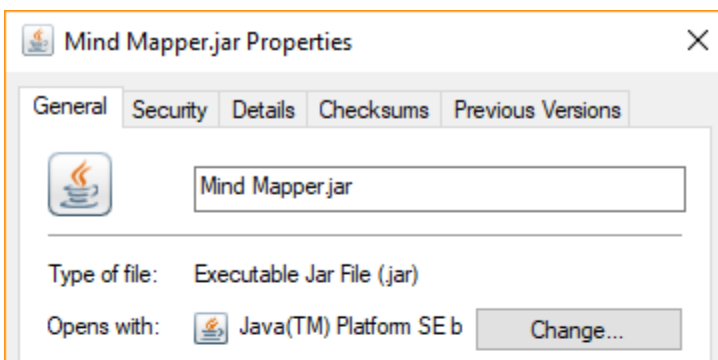 Mind Mapper.jar Properties
General Security Details Checksums Previous Versions
Mind Mapper.jar
Type of file: Executable Jar File (.jar)
Opens with: Java(TM) Platform SE b Change...